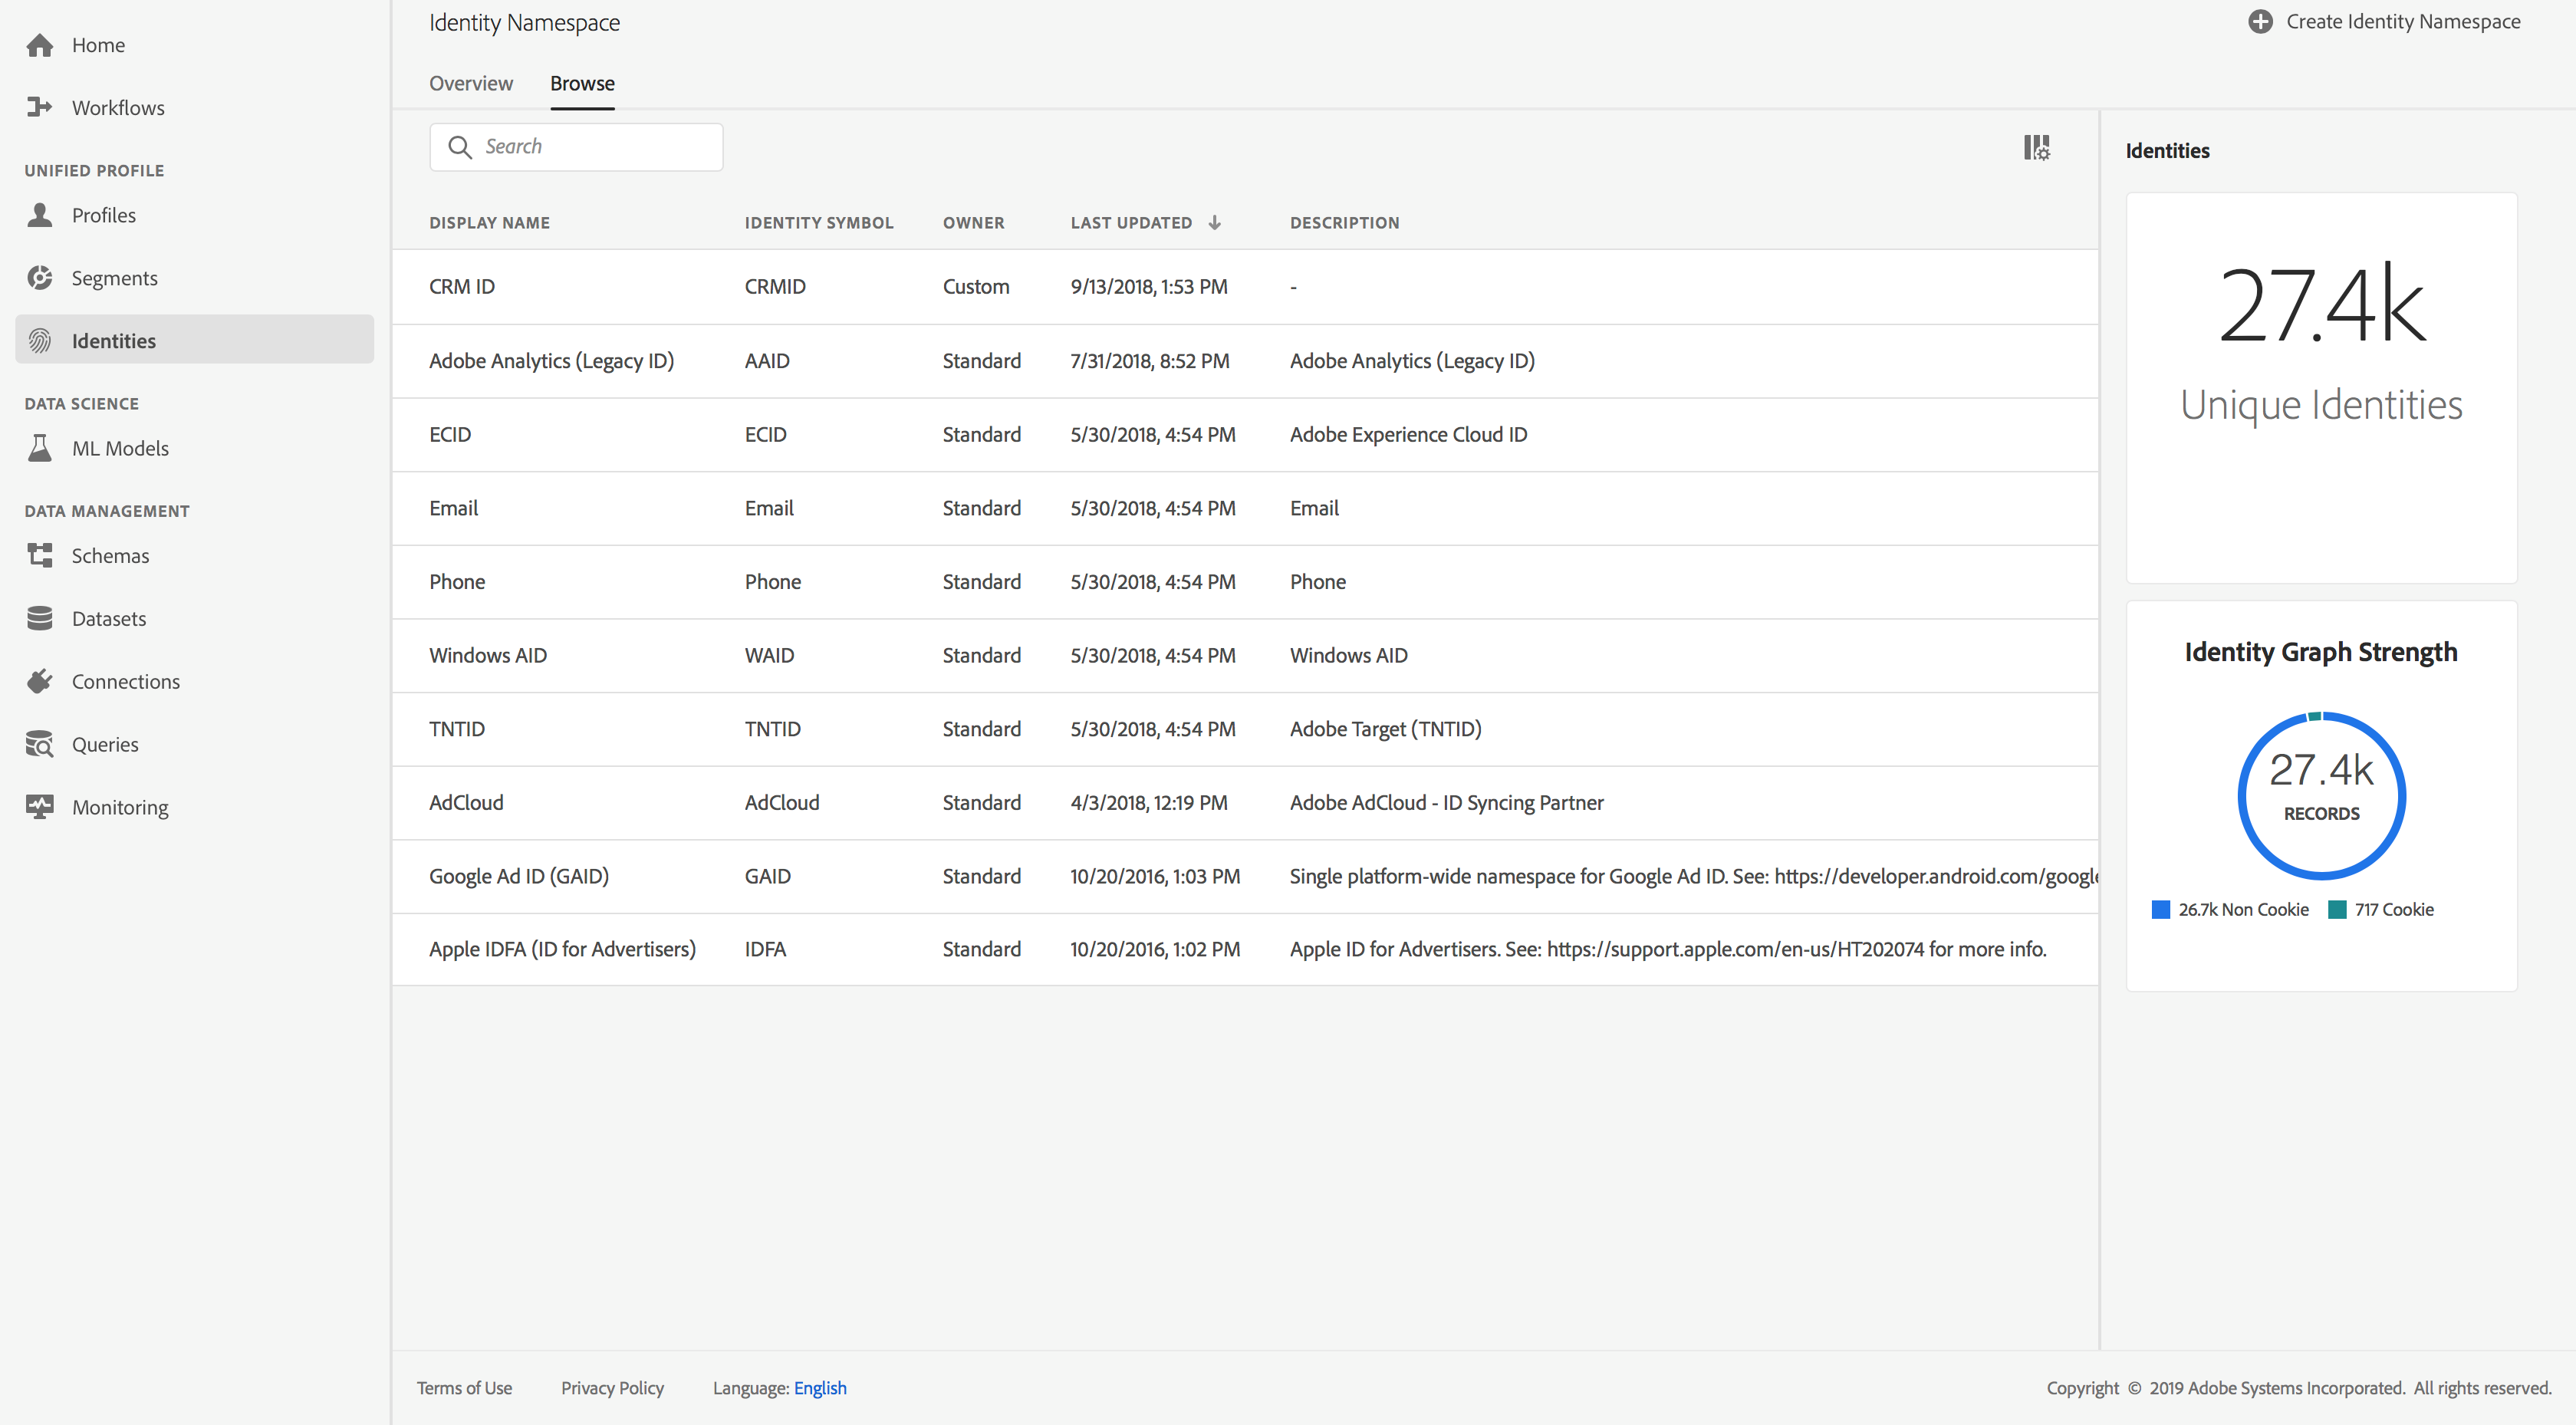 Home
Workflows
UNIFIED PROFILE
Profiles
Segments
Identities
DATA SCIENCE
ML Models
DATA MANAGEMENT
Schemas
Datasets
Connections
Queries
Monitoring
Identity Namespace
Create Identity Namespace
Overview Browse
Search
DISPLAY NAME IDENTITY SYMBOL OWNER LAST UPDATED DESCRIPTION
CRM ID CRMID Custom 9/13/2018, 1:53 PM -
Adobe Analytics (Legacy ID) AAID Standard 7/31/2018, 8:52 PM Adobe Analytics (Legacy ID)
ECID ECID Standard 5/30/2018, 4:54 PM Adobe Experience Cloud ID
Email Email Standard 5/30/2018, 4:54 PM Email
Phone Phone Standard 5/30/2018, 4:54 PM Phone
Windows AID WAID Standard 5/30/2018, 4:54 PM Windows AID
TNTID TNTID Standard 5/30/2018, 4:54 PM Adobe Target (TNTID)
AdCloud AdCloud Standard 4/3/2018, 12:19 PM Adobe AdCloud - ID Syncing Partner
Google Ad ID (GAID) GAID Standard 10/20/2016, 1:03 PM Single platform-wide namespace for Google Ad ID. See: https://developer.android.com/google
Apple IDFA (ID for Advertisers) IDFA Standard 10/20/2016, 1:02 PM Apple ID for Advertisers. See: https://support.apple.com/en-us/HT202074 for more info.
Identities
27.4k
Unique Identities
Identity Graph Strength
27.4k
RECORDS
26.7k Non Cookie 717 Cookie
Terms of Use Privacy Policy Language: English
Copyright © 2019 Adobe Systems Incorporated. All rights reserved.